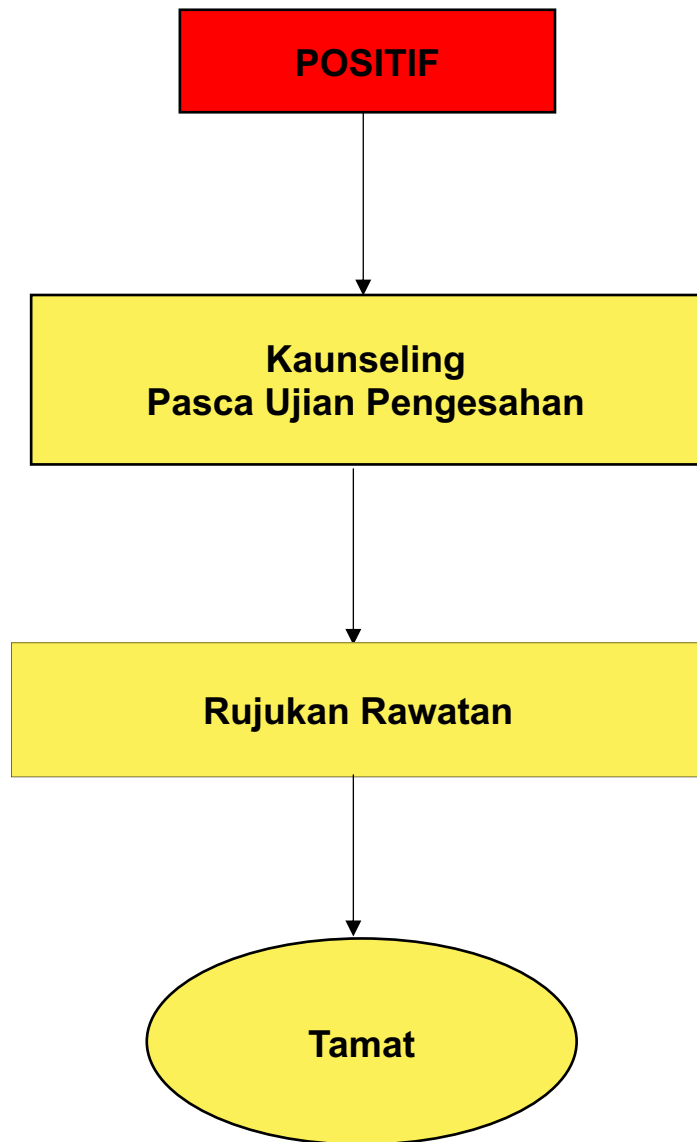 POSITIF
Kaunseling
Pasca Ujian Pengesahan
Rujukan Rawatan
Tamat